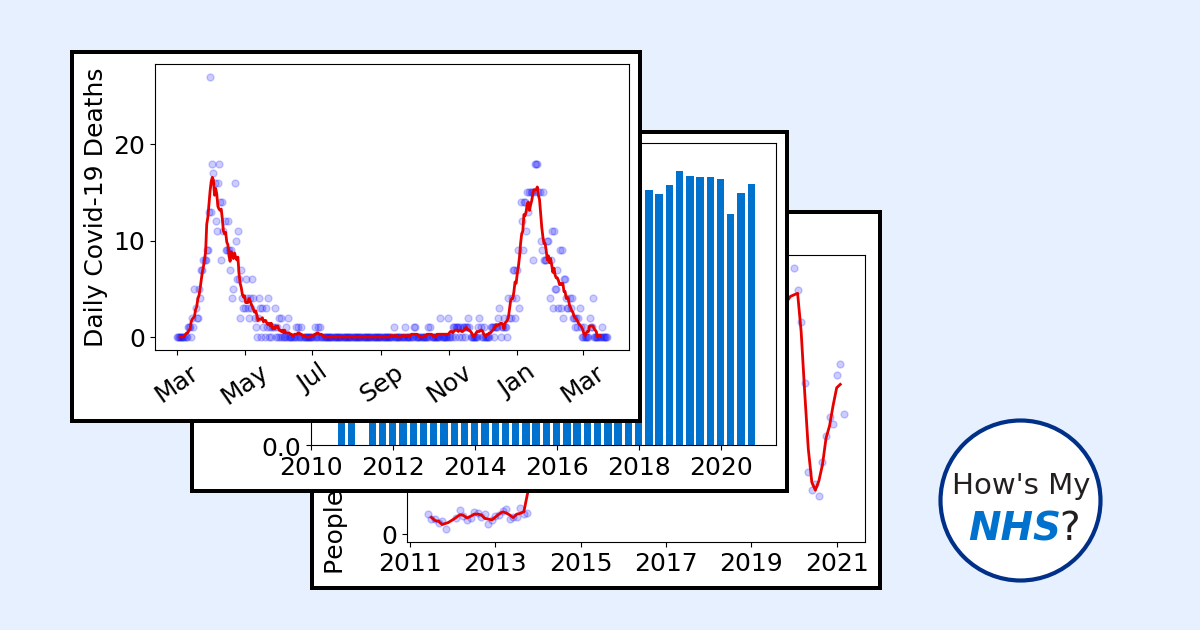 Daily Covid-19 Deaths
20
10
0
Mar May Jul Sep Nov Jan Mar
0.0
2010 2012 2014 2016 2018 2020
People
0
2011 2013 2015 2017 2019 2021
How's My
NHS?